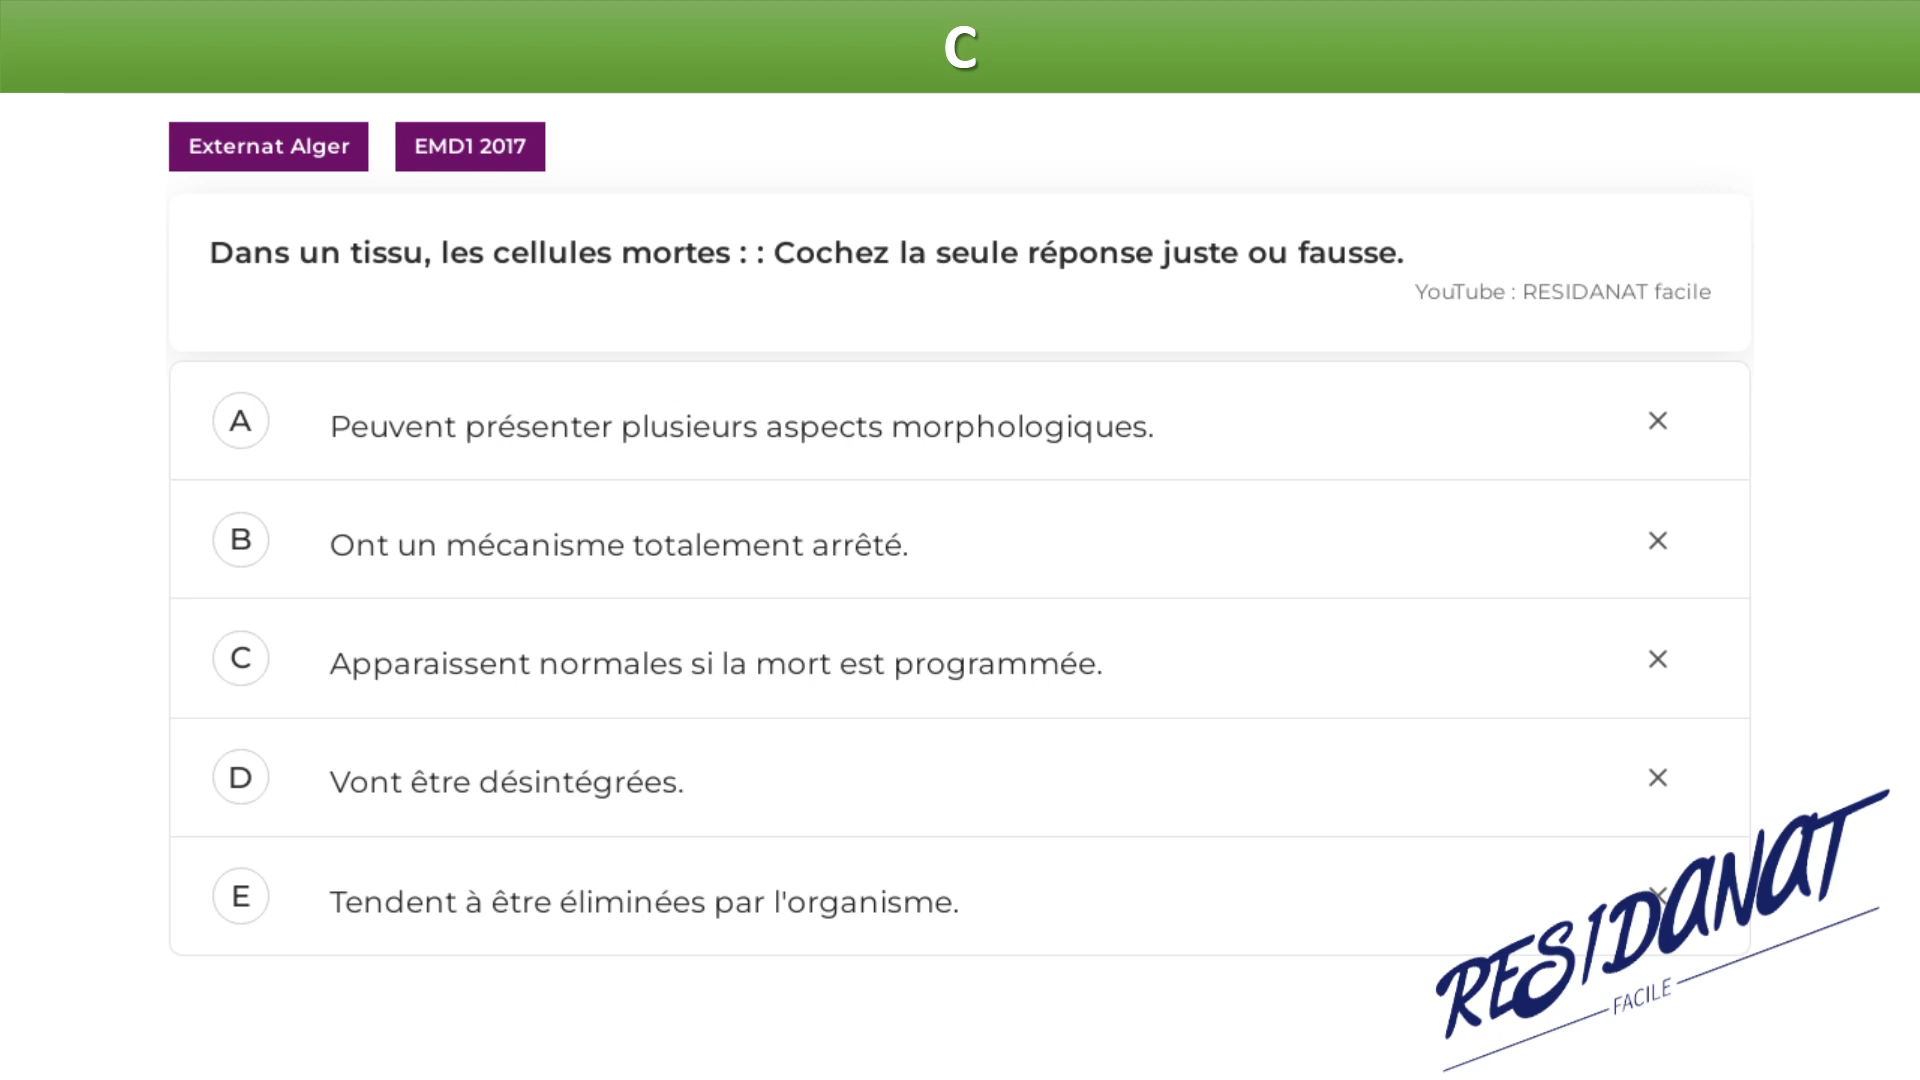 C
Externat Alger EMD1 2017
Dans un tissu, les cellules mortes : : Cochez la seule réponse juste ou fausse.
YouTube : RESIDANAT facile
A Peuvent présenter plusieurs aspects morphologiques.
B Ont un mécanisme totalement arrêté.
C Apparaissent normales si la mort est programmée.
D Vont être désintégrées.
E Tendent à être éliminées par l'organisme.
RESIDANAT
FACILE